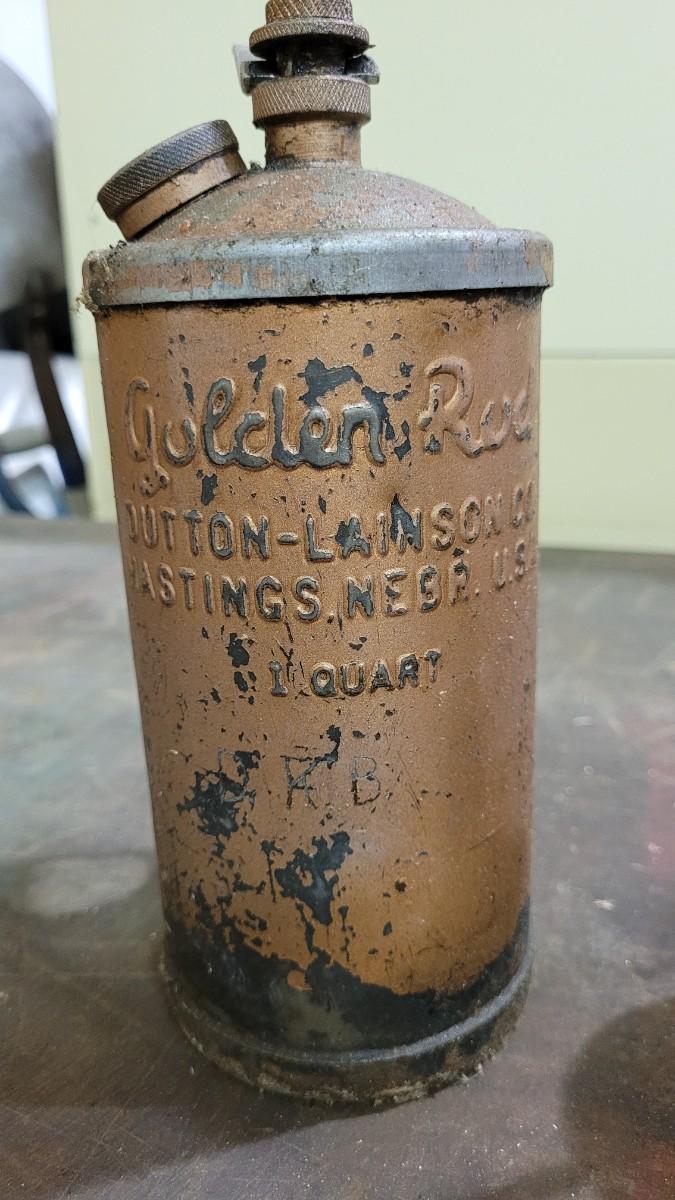 Golden Rod
DUTTON-LAINSON CO
HASTINGS, NEBR. U.S.A
1 QUART
K B